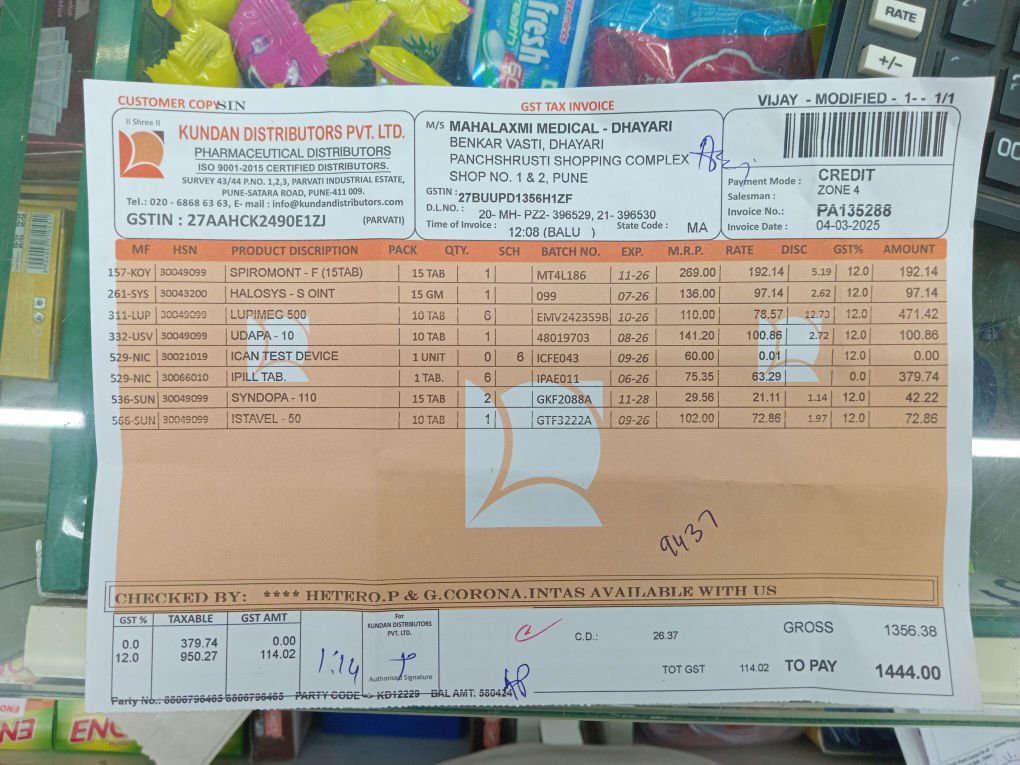 RATE
+/-
fresh
CUSTOMER COPYSIN
GST TAX INVOICE
VIJAY - MODIFIED - 1- - 1/1
II Shree II
KUNDAN DISTRIBUTORS PVT. LTD.
PHARMACEUTICAL DISTRIBUTORS
ISO 9001-2015 CERTIFIED DISTRIBUTORS.
SURVEY 43/44 P.NO. 1,2,3, PARVATI INDUSTRIAL ESTATE,
PUNE-SATARA ROAD, PUNE-411 009.
Tel.: 020 - 6868 63 63, E- mail : info@kundandistributors.com
GSTIN : 27AAHCK2490E1ZJ (PARVATI)
M/S MAHALAXMI MEDICAL - DHAYARI
BENKAR VASTI, DHAYARI
PANCHSHRUSTI SHOPPING COMPLEX
SHOP NO. 1 & 2, PUNE
GSTIN : 27BUUPD1356H1ZF
D.L.NO. : 20- MH- PZ2- 396529, 21- 396530
Time of Invoice : 12:08 (BALU ) State Code : MA
Payment Mode : CREDIT
Salesman : ZONE 4
Invoice No.: PA135288
Invoice Date : 04-03-2025
MF HSN PRODUCT DISCRIPTION PACK QTY. SCH BATCH NO. EXP. M.R.P. RATE DISC GST% AMOUNT
157-KOY 30049099 SPIROMONT - F (15TAB) 15 TAB 1 MT4L186 11-26 269.00 192.14 5.19 12.0 192.14
261-SYS 30043200 HALOSYS - S OINT 15 GM 1 099 07-26 136.00 97.14 2.62 12.0 97.14
311-LUP 30049099 LUPIMEG 500 10 TAB 6 EMV242359B 10-26 110.00 78.57 12.73 12.0 471.42
332-USV 30049099 UDAPA - 10 10 TAB 1 48019703 08-26 141.20 100.86 2.72 12.0 100.86
529-NIC 30021019 ICAN TEST DEVICE 1 UNIT 0 6 ICFE043 09-26 60.00 0.01 12.0 0.00
529-NIC 30066010 IPILL TAB. 1 TAB. 6 IPAE011 06-26 75.35 63.29 0.0 379.74
536-SUN 30049099 SYNDOPA - 110 15 TAB 2 GKF2088A 11-28 29.56 21.11 1.14 12.0 42.22
566-SUN 30049099 ISTAVEL - 50 10 TAB 1 GTF3222A 09-26 102.00 72.86 1.97 12.0 72.86
9437
CHECKED BY: **** HETERO.P & G.CORONA.INTAS AVAILABLE WITH US
GST % TAXABLE GST AMT
0.0 379.74 0.00
12.0 950.27 114.02
1:14
For
KUNDAN DISTRIBUTORS
PVT. LTD.
Authorised Signature
C.D.: 26.37
GROSS 1356.38
TOT GST 114.02 TO PAY 1444.00
Party No.: 8806796465 8806796465 PARTY CODE => KD12229 BAL AMT. 580424
ENO